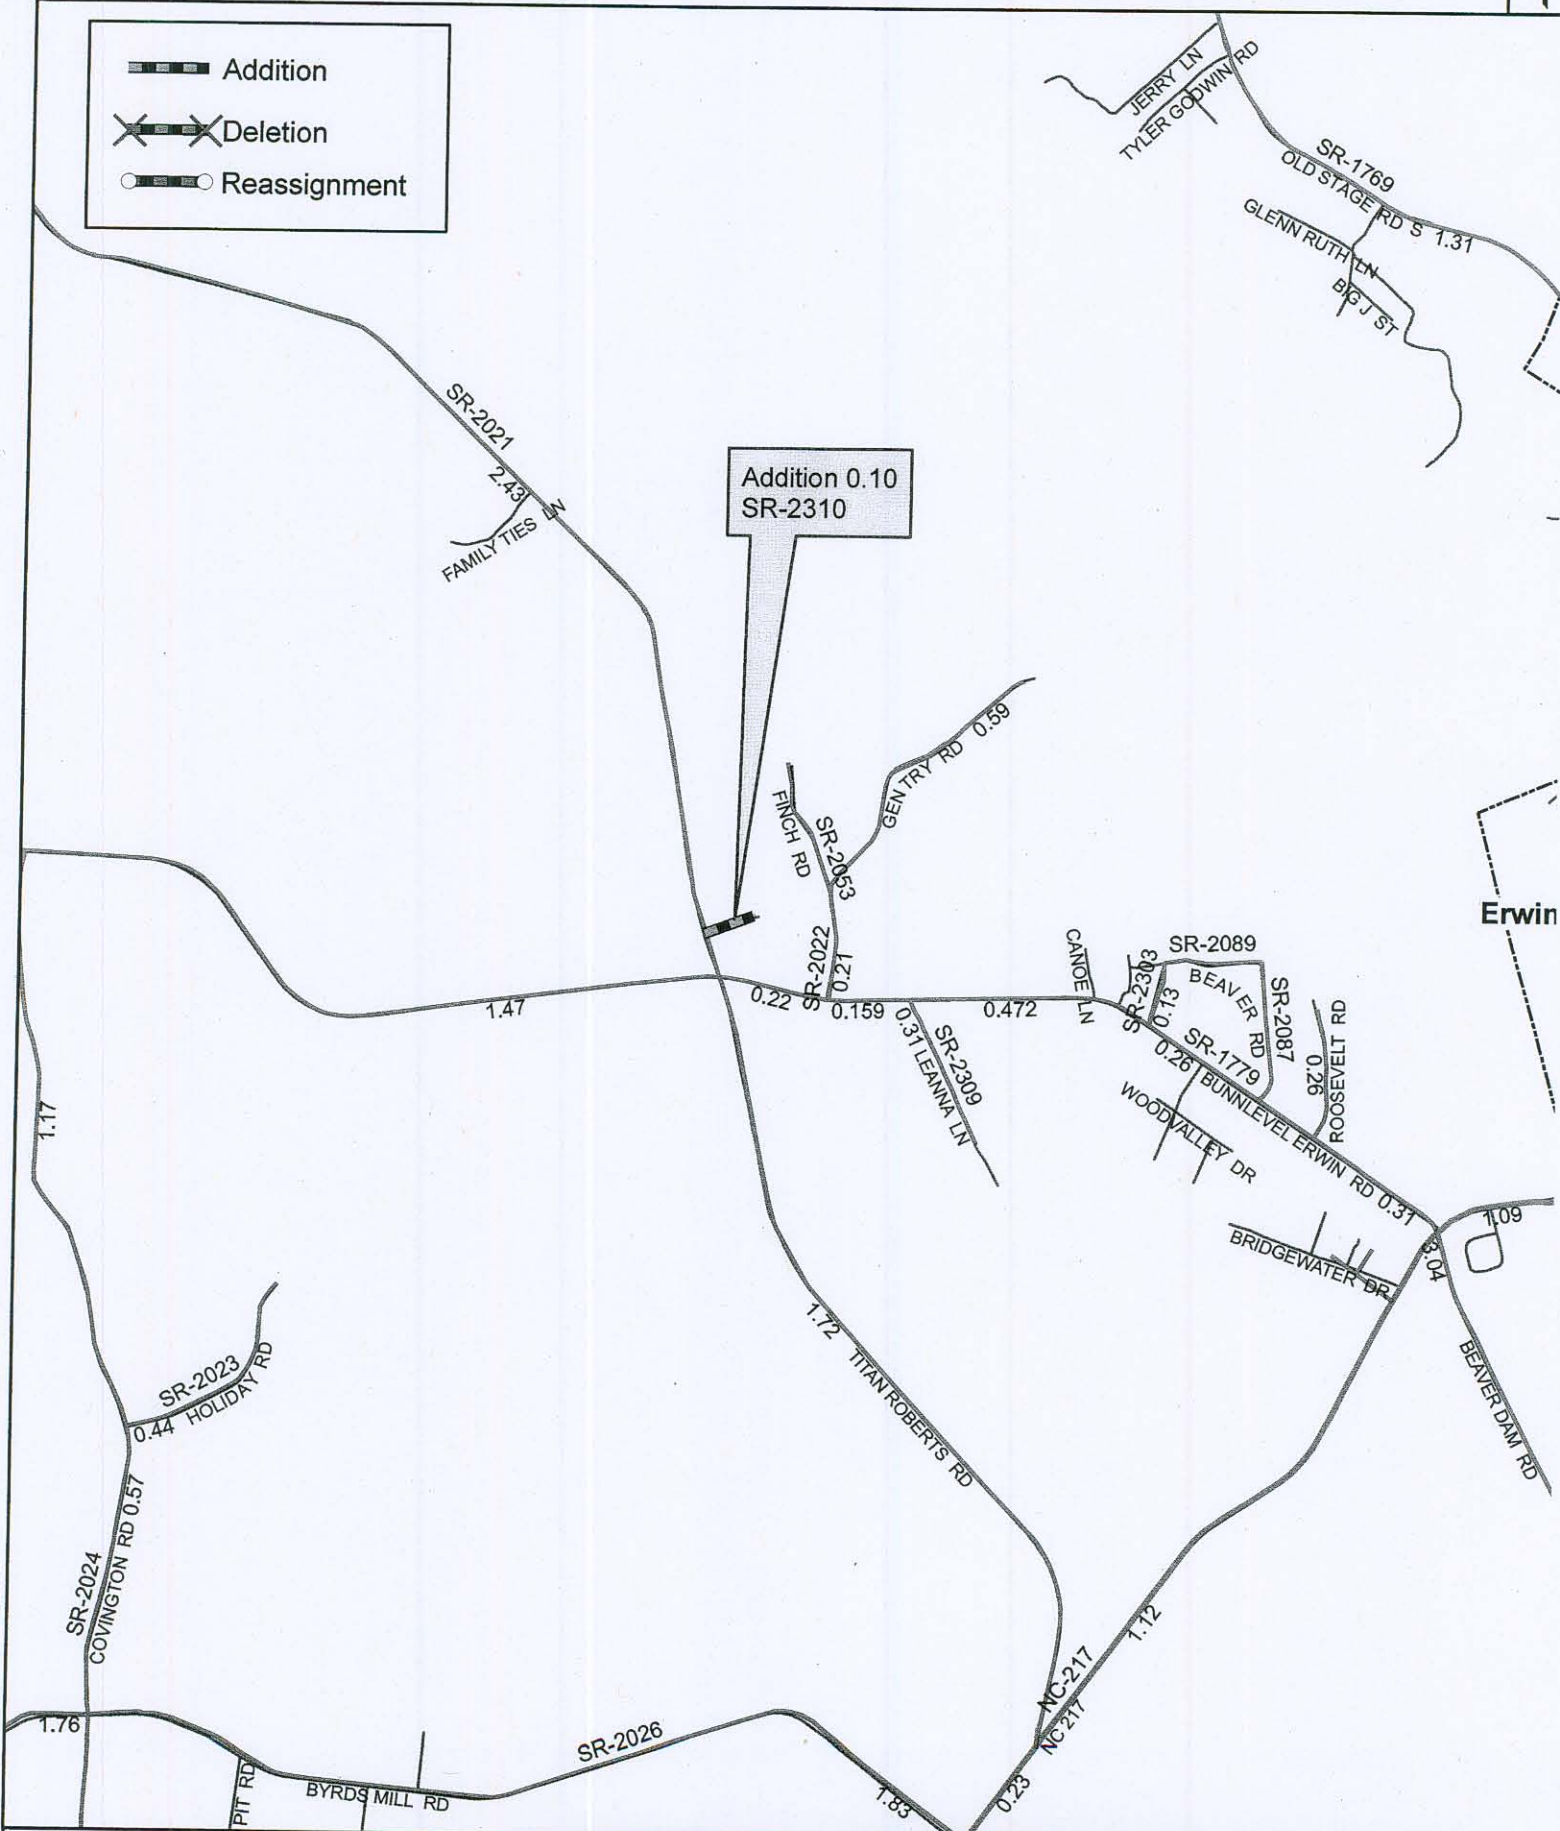 Addition
Deletion
Reassignment
JERRY LN
TYLER GODWIN RD
SR-1769
OLD STAGE RD S 1.31
GLENN RUTH LN
BIG J ST
SR-2021
2.43
FAMILY TIES LN
Addition 0.10
SR-2310
GEN TRY RD 0.59
FINCH RD
SR-2053
SR-2022
0.21
Erwin
CANOE LN
SR-2303
0.13
SR-2089
BEAV ER RD
SR-2087
ROOSEVELT RD
0.26
1.47
0.22
0.159
0.472
0.31 LEANNA LN
SR-2309
0.26
SR-1779
BUNNLEVEL ERWIN RD 0.31
WOODVALLEY DR
1.17
BRIDGEWATER DR
3.04
1.09
BEAVER DAM RD
1.72
TITAN ROBERTS RD
SR-2023
0.44 HOLIDAY RD
SR-2024
COVINGTON RD 0.57
1.12
NC-217
NC 217
0.23
1.76
PIT RD
BYRDS MILL RD
SR-2026
1.83